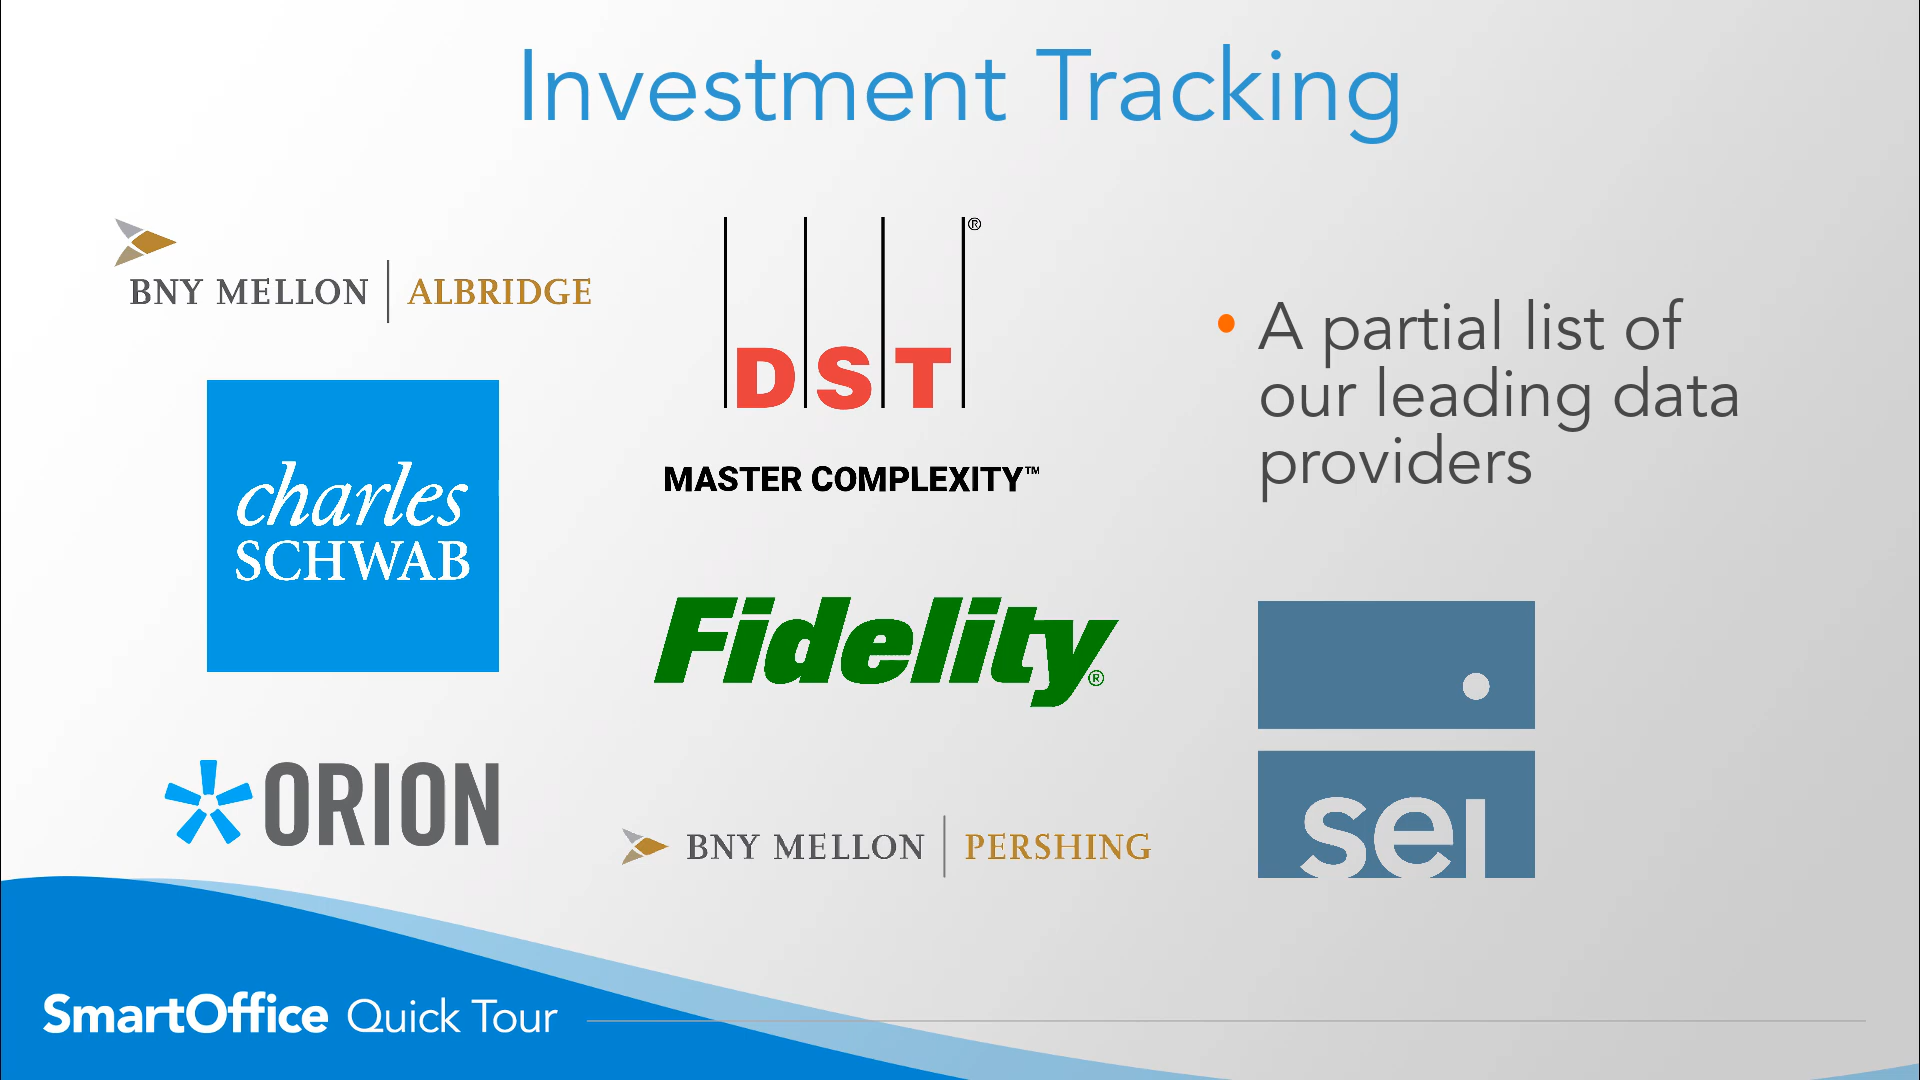 Investment Tracking
BNY MELLON | ALBRIDGE
charles
SCHWAB
ORION
DST®
MASTER COMPLEXITY™
Fidelity®
BNY MELLON | PERSHING
• A partial list of
our leading data
providers
sei
SmartOffice Quick Tour